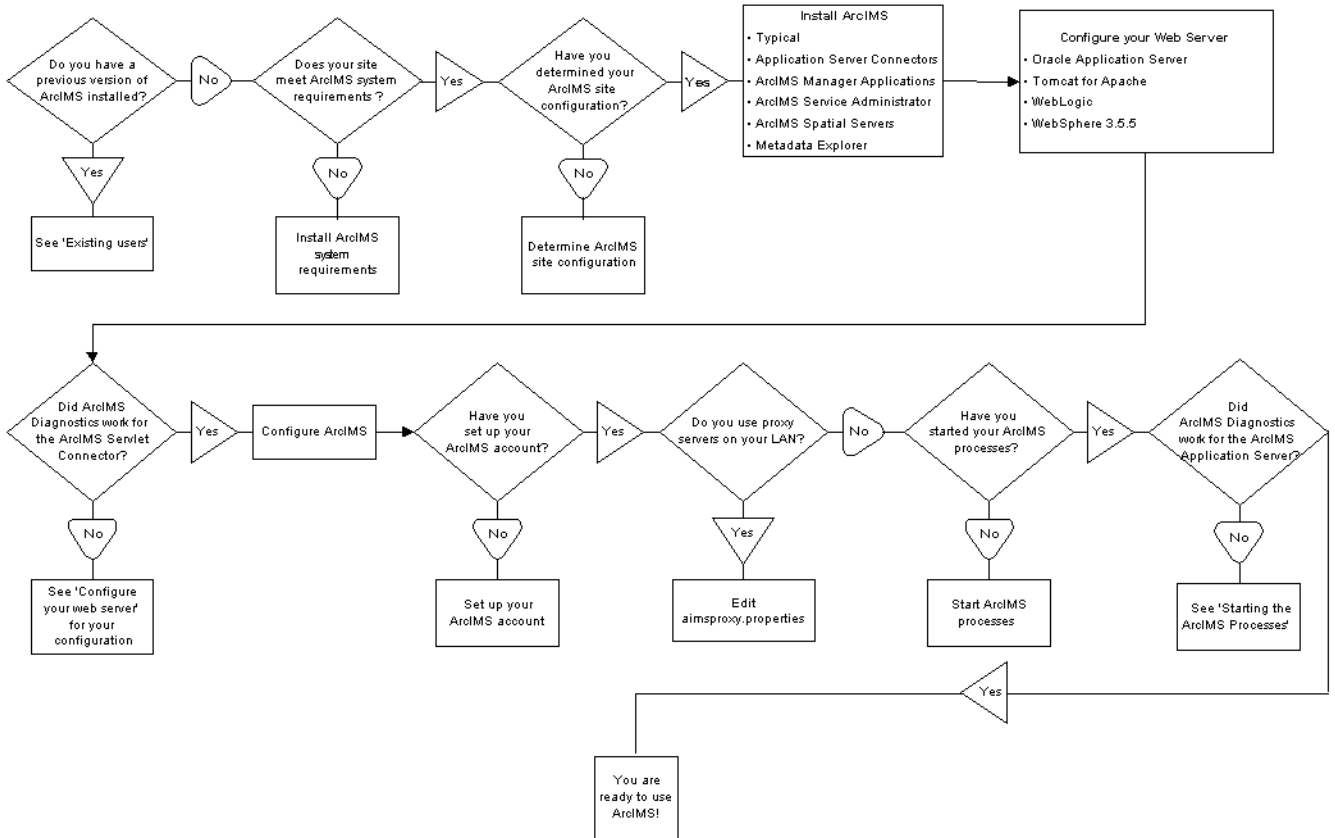 Do you have a
previous version of
ArcIMS installed?
No
Does your site
meet ArcIMS system
requirements ?
Yes
Have you
determined your
ArcIMS site
configuration?
Yes
Install ArcIMS
• Typical
• Application Server Connectors
• ArcIMS Manager Applications
• ArcIMS Service Administrator
• ArcIMS Spatial Servers
• Metadata Explorer
Configure your Web Server
• Oracle Application Server
• Tomcat for Apache
• WebLogic
• WebSphere 3.5.5
Yes
See 'Existing users'
No
Install ArcIMS
system
requirements
No
Determine ArcIMS
site configuration
Did ArcIMS
Diagnostics work for
the ArcIMS Servlet
Connector?
Yes
Configure ArcIMS
Have you
set up your
ArcIMS account?
Yes
Do you use proxy
servers on your LAN?
No
Have you
started your ArcIMS
processes?
Yes
Did
ArcIMS Diagnostics
work for the ArcIMS
Application Server?
No
See 'Configure
your web server'
for your
configuration
No
Set up your
ArcIMS account
Yes
Edit
aimsproxy.properties
No
Start ArcIMS
processes
No
See 'Starting the
ArcIMS Processes'
Yes
You are
ready to use
ArcIMS!